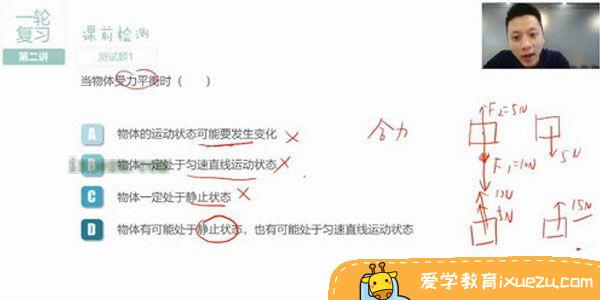 一轮
复习
第二讲
课前检测
测试题1
当物体受力平衡时（ ）
A 物体的运动状态可能要发生变化
B 物体一定处于匀速直线运动状态
C 物体一定处于静止状态
D 物体有可能处于静止状态，也有可能处于匀速直线运动状态
合力
F2=5N
5N
F1=10N
10N
5N
15N
爱学教育ixuezu.com